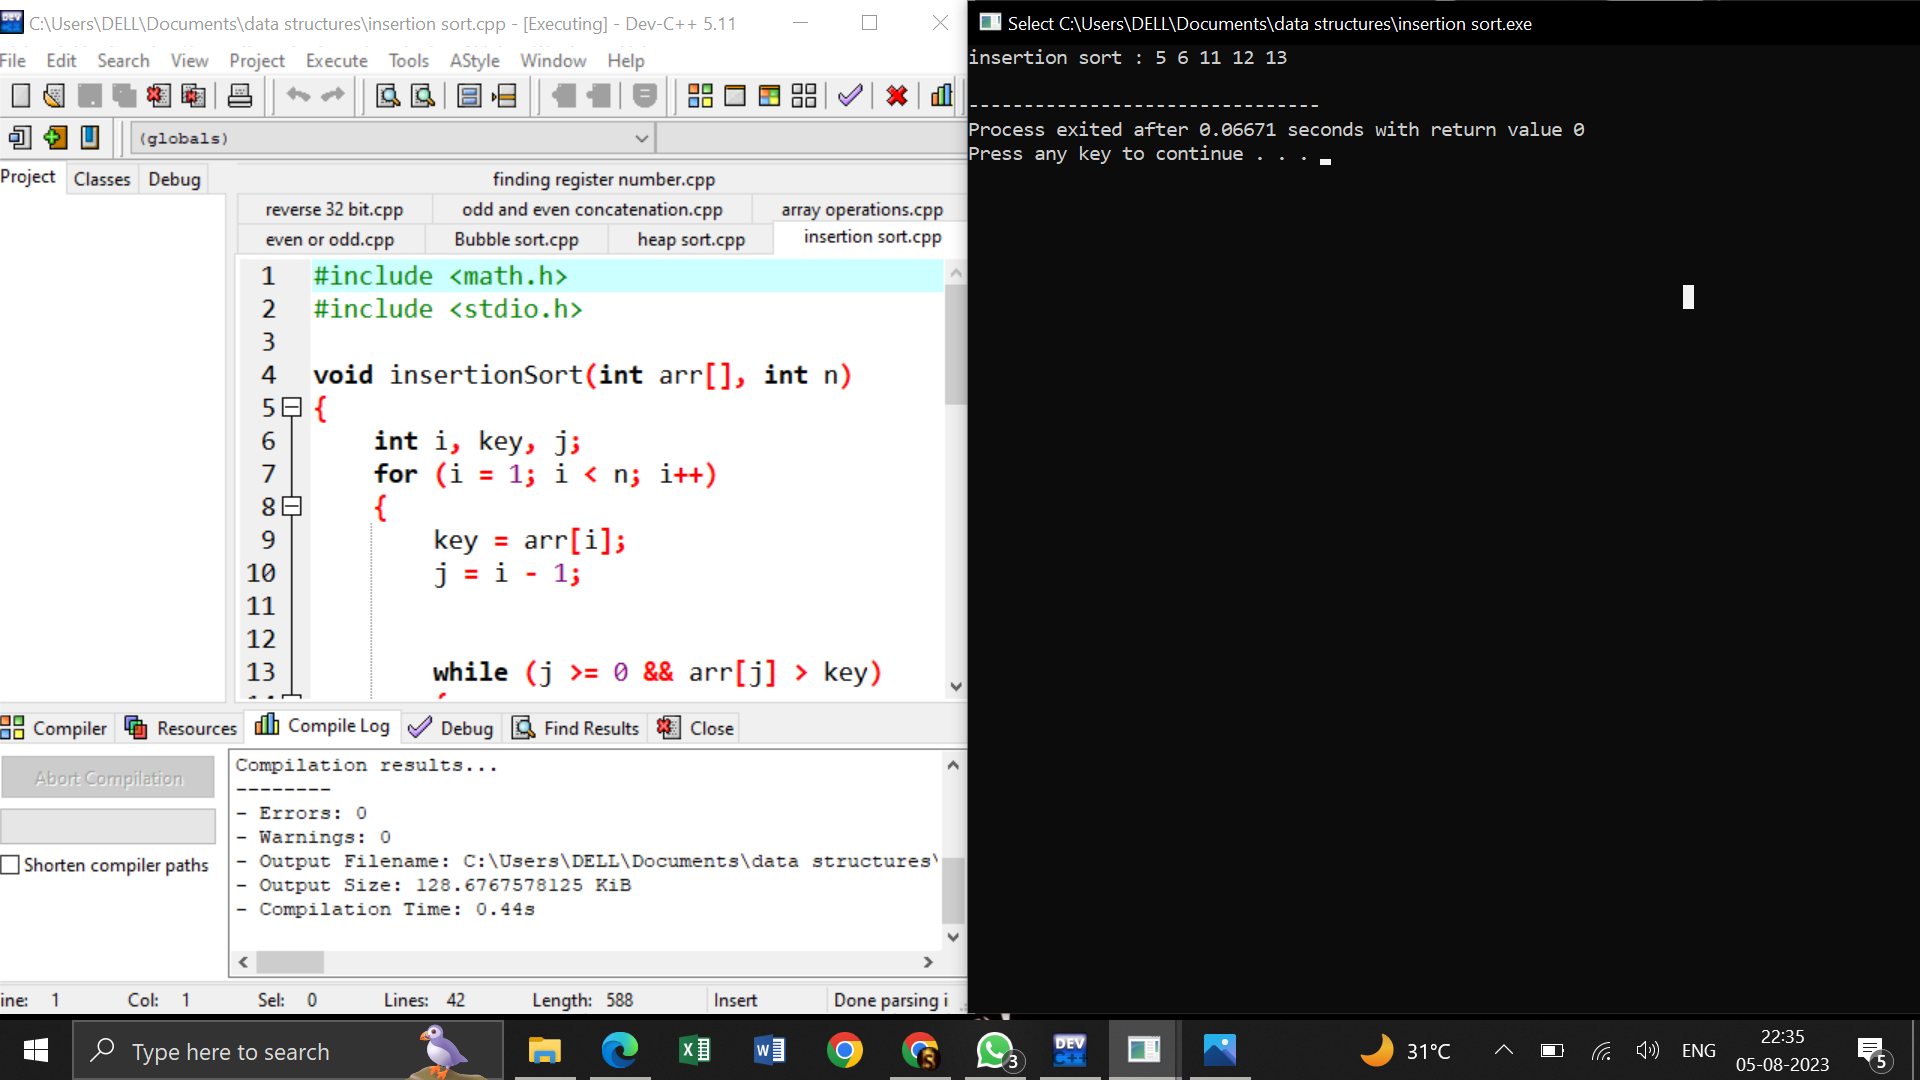 C:\Users\DELL\Documents\data structures\insertion sort.cpp - [Executing] - Dev-C++ 5.11
File Edit Search View Project Execute Tools AStyle Window Help
(globals)
Project Classes Debug
finding register number.cpp
reverse 32 bit.cpp odd and even concatenation.cpp array operations.cpp
even or odd.cpp Bubble sort.cpp heap sort.cpp insertion sort.cpp
1 #include <math.h>
2 #include <stdio.h>
3
4 void insertionSort(int arr[], int n)
5 {
6 int i, key, j;
7 for (i = 1; i < n; i++)
8 {
9 key = arr[i];
10 j = i - 1;
11
12
13 while (j >= 0 && arr[j] > key)
Compiler Resources Compile Log Debug Find Results Close
Abort Compilation
Shorten compiler paths
Compilation results...
--------
- Errors: 0
- Warnings: 0
- Output Filename: C:\Users\DELL\Documents\data structures\
- Output Size: 128.6767578125 KiB
- Compilation Time: 0.44s
ine: 1 Col: 1 Sel: 0 Lines: 42 Length: 588 Insert Done parsing i
Select C:\Users\DELL\Documents\data structures\insertion sort.exe
insertion sort : 5 6 11 12 13
--------------------------------
Process exited after 0.06671 seconds with return value 0
Press any key to continue . . .
Type here to search
DEV C++
3
31°C
ENG
22:35
05-08-2023
5